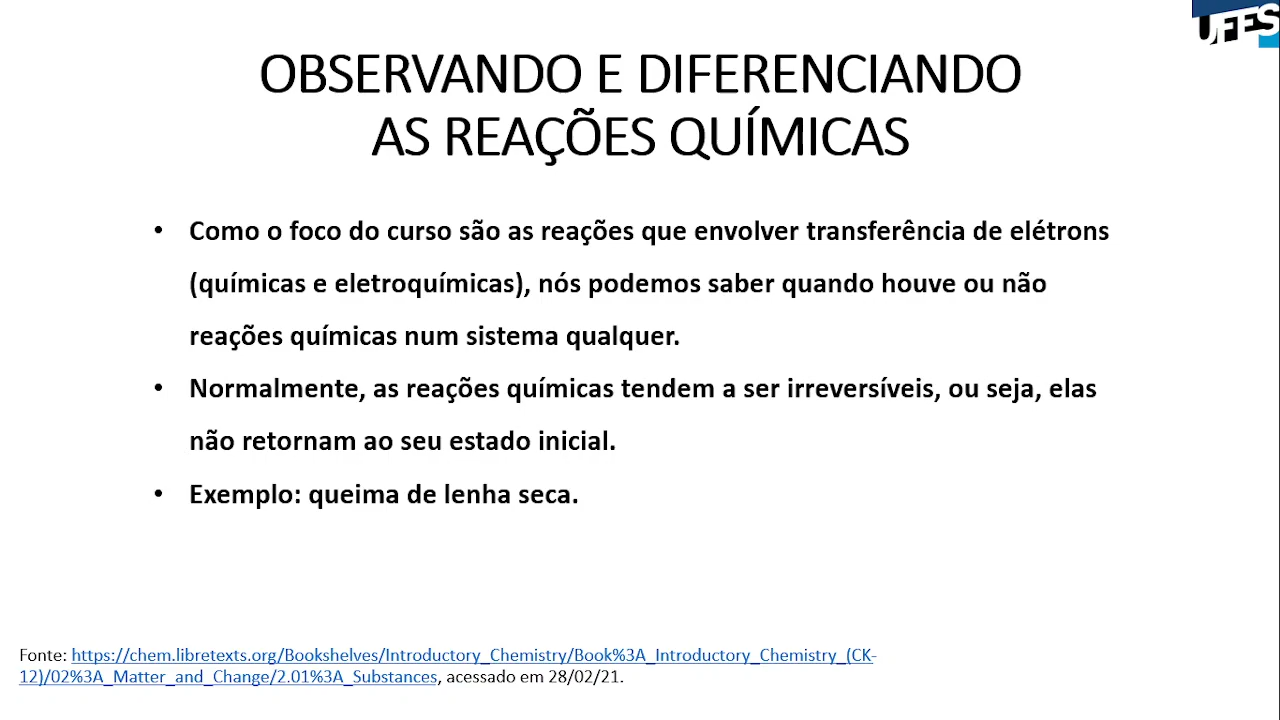 UFES
OBSERVANDO E DIFERENCIANDO
AS REAÇÕES QUÍMICAS
• Como o foco do curso são as reações que envolver transferência de elétrons
(químicas e eletroquímicas), nós podemos saber quando houve ou não
reações químicas num sistema qualquer.
• Normalmente, as reações químicas tendem a ser irreversíveis, ou seja, elas
não retornam ao seu estado inicial.
• Exemplo: queima de lenha seca.
Fonte: https://chem.libretexts.org/Bookshelves/Introductory_Chemistry/Book%3A_Introductory_Chemistry_(CK-
12)/02%3A_Matter_and_Change/2.01%3A_Substances, acessado em 28/02/21.